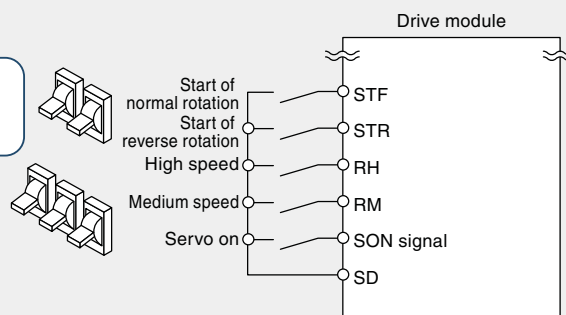 Drive module
Start of
normal rotation
STF
Start of
reverse rotation
STR
High speed
RH
Medium speed
RM
Servo on
SON signal
SD